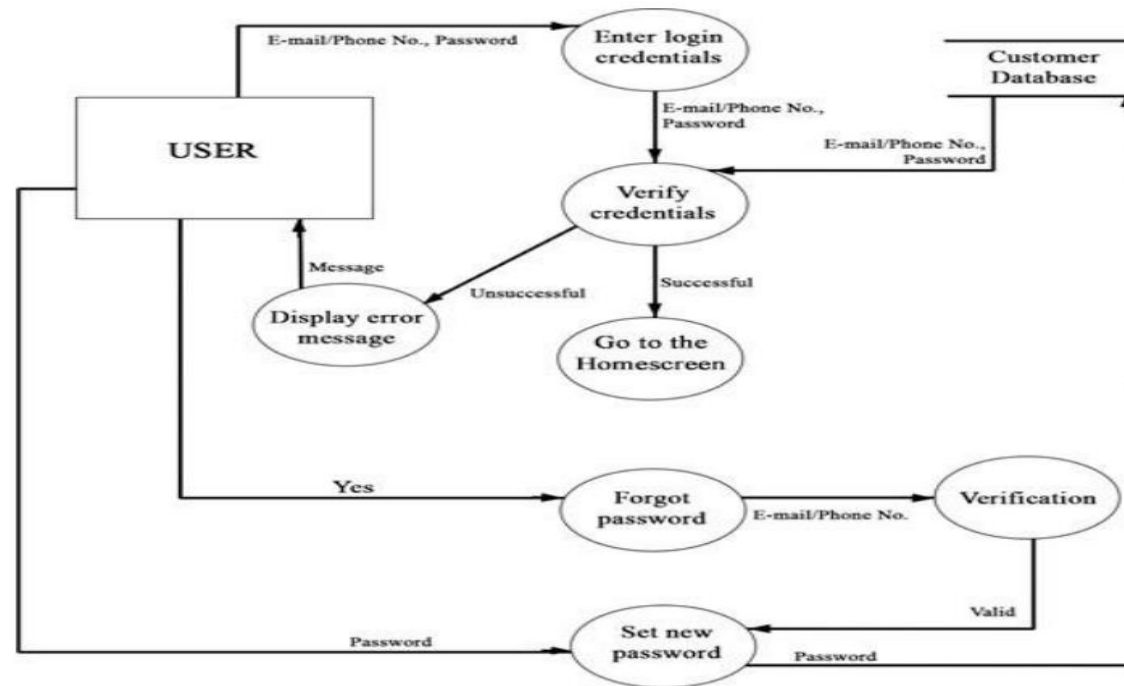 E-mail/Phone No., Password
Enter login
credentials
Customer
Database
E-mail/Phone No.,
Password
E-mail/Phone No.,
Password
USER
Verify
credentials
Message
Unsuccessful
Successful
Display error
message
Go to the
Homescreen
Yes
Forgot
password
E-mail/Phone No.
Verification
Valid
Password
Set new
password
Password